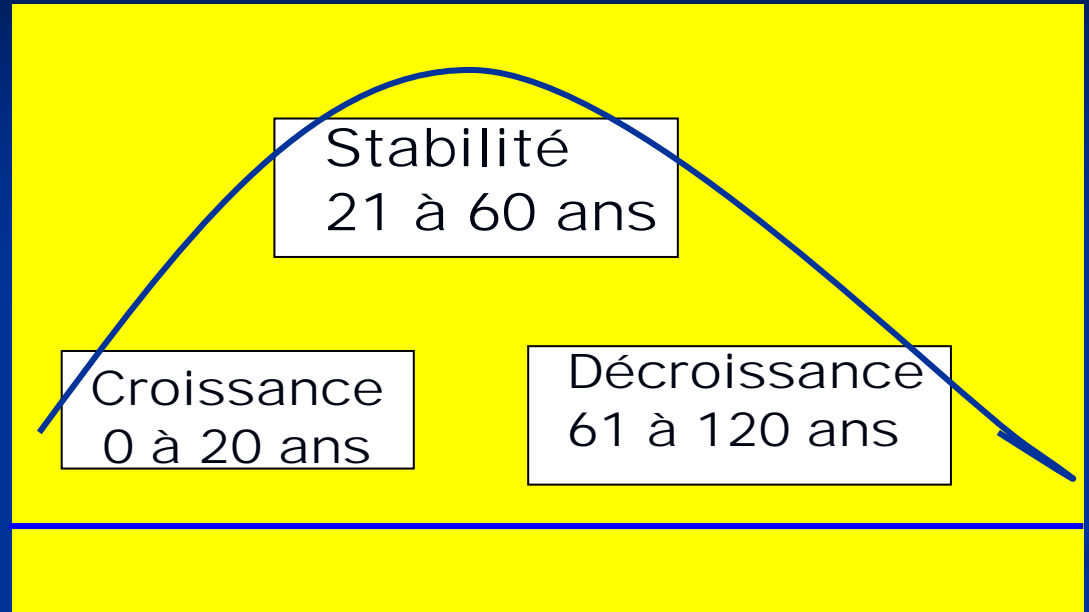 Stabilité
21 à 60 ans
Croissance
0 à 20 ans
Décroissance
61 à 120 ans